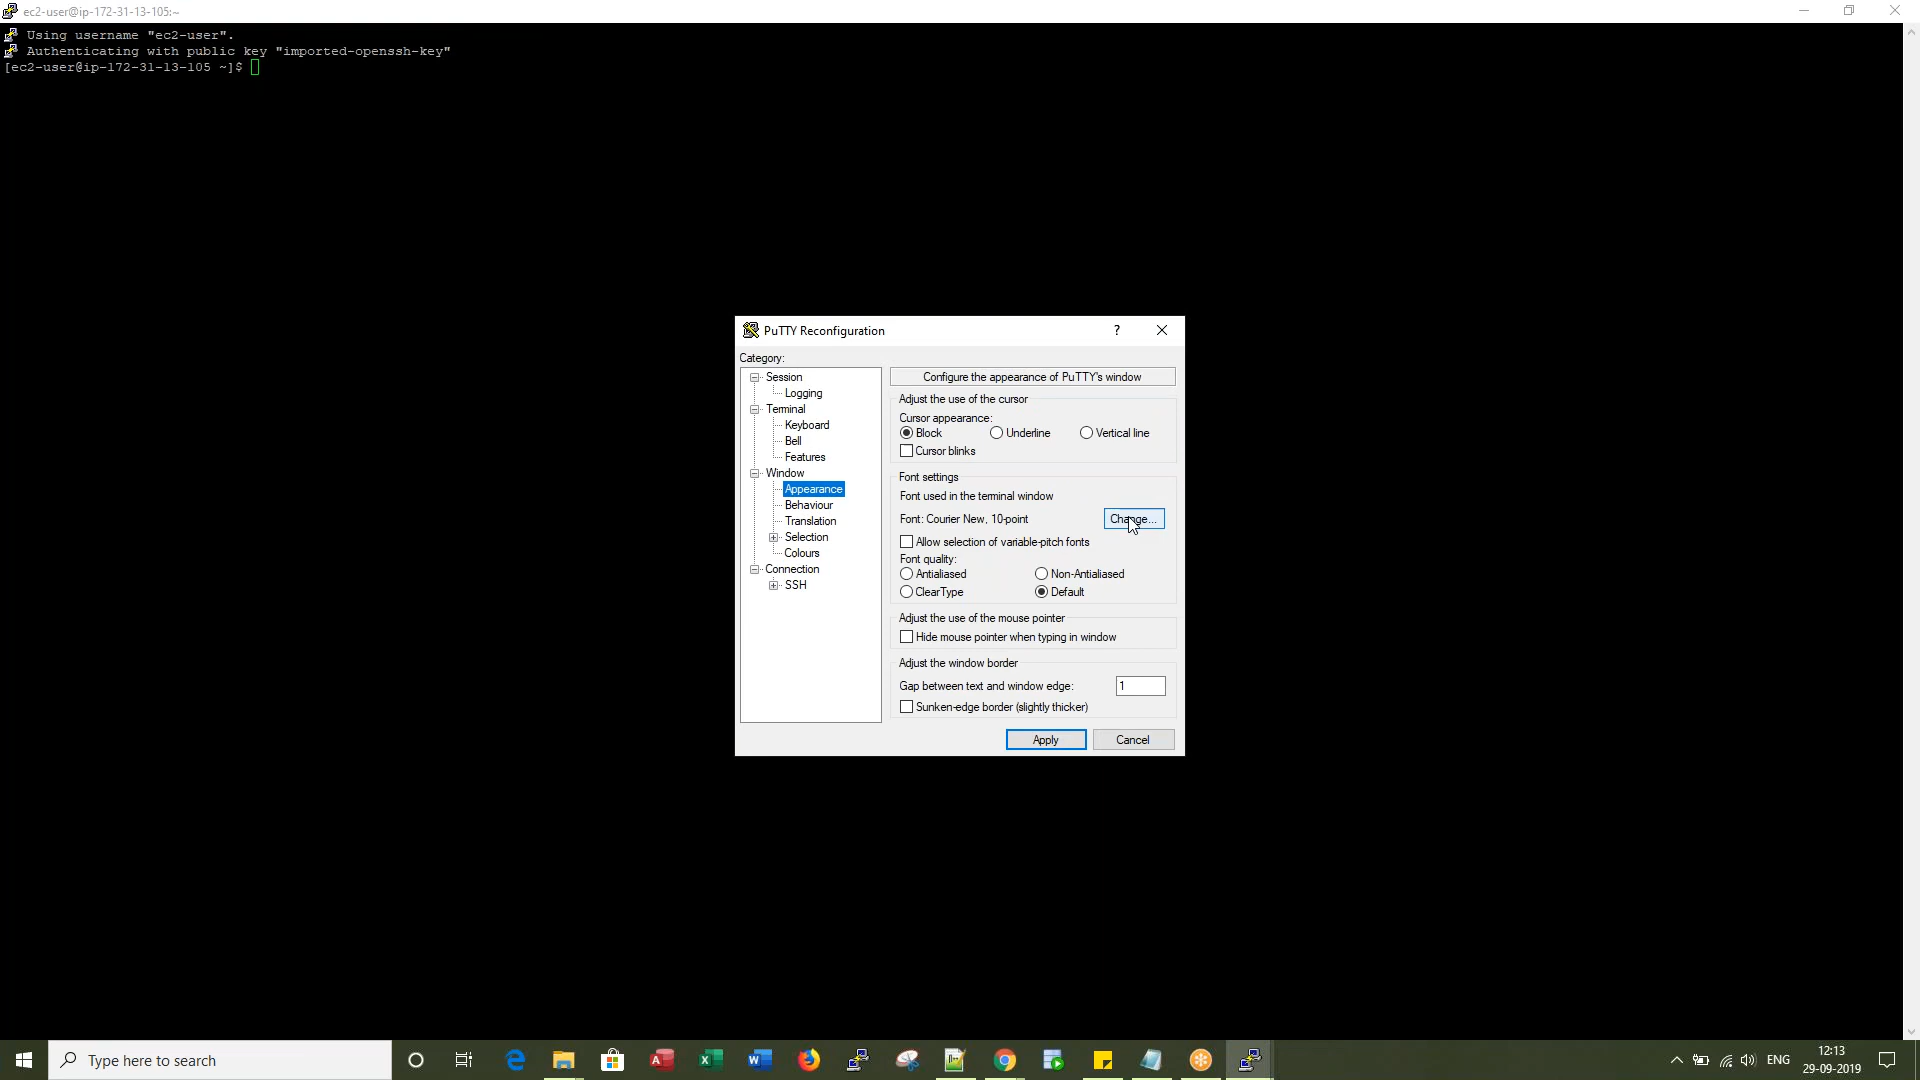 ec2-user@ip-172-31-13-105:~
Using username "ec2-user".
Authenticating with public key "imported-openssh-key"
[ec2-user@ip-172-31-13-105 ~]$
PuTTY Reconfiguration
?
Category:
Session
Logging
Terminal
Keyboard
Bell
Features
Window
Appearance
Behaviour
Translation
Selection
Colours
Connection
SSH
Configure the appearance of PuTTY's window
Adjust the use of the cursor
Cursor appearance:
Block Underline Vertical line
Cursor blinks
Font settings
Font used in the terminal window
Font: Courier New, 10-point Change...
Allow selection of variable-pitch fonts
Font quality:
Antialiased Non-Antialiased
ClearType Default
Adjust the use of the mouse pointer
Hide mouse pointer when typing in window
Adjust the window border
Gap between text and window edge: 1
Sunken-edge border (slightly thicker)
Apply Cancel
Type here to search
ENG
12:13
29-09-2019